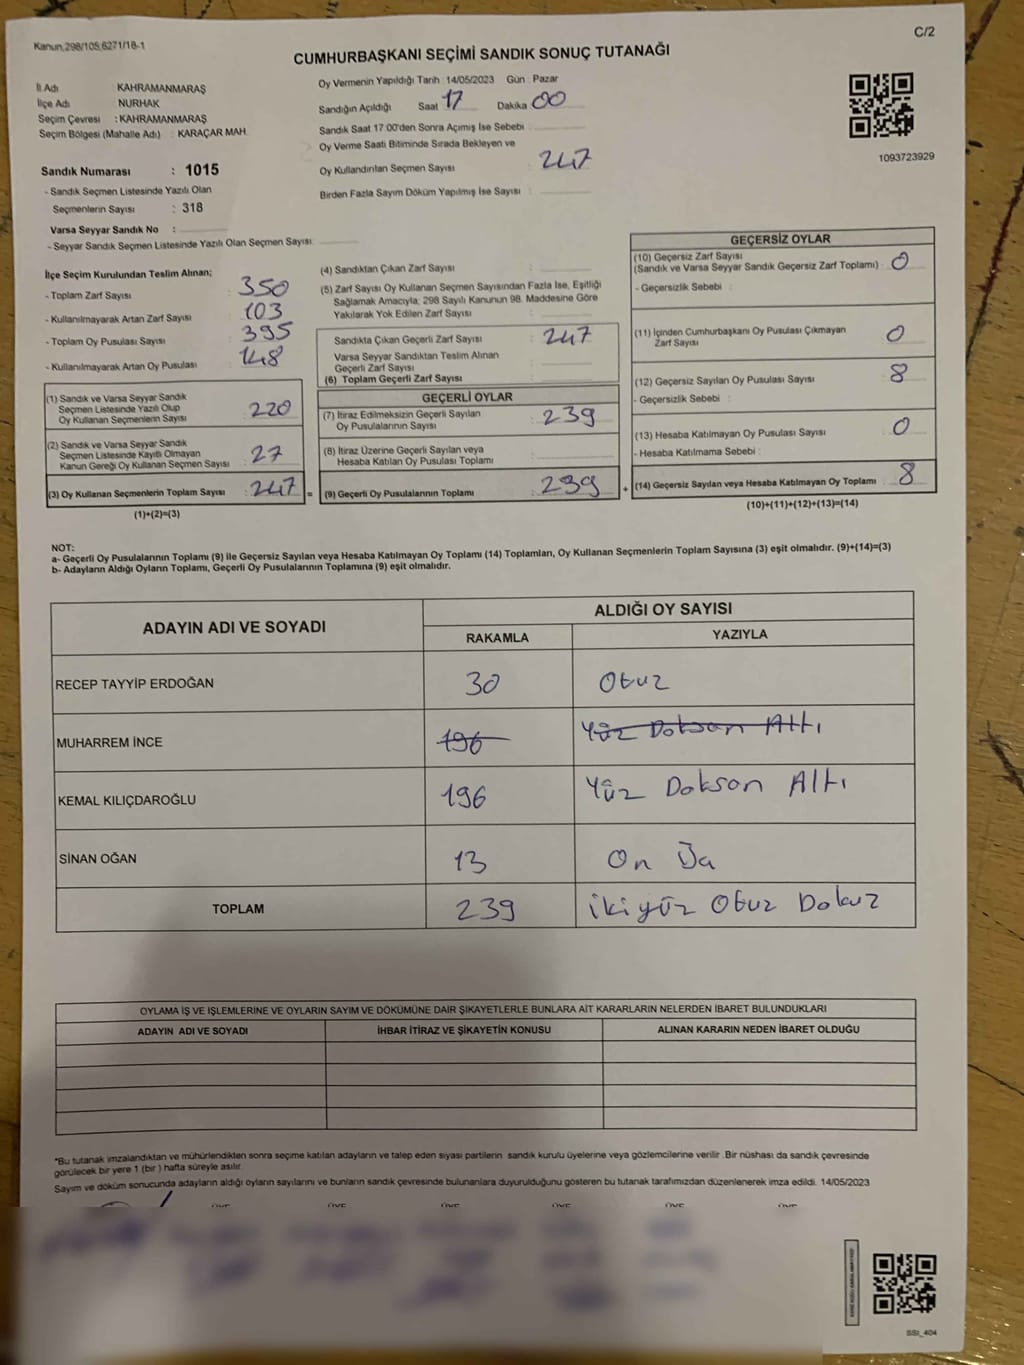 Kanun,298/105,6271/18-1
C/2
CUMHURBAŞKANI SEÇİMİ SANDIK SONUÇ TUTANAĞI
İl Adı : KAHRAMANMARAŞ
İlçe Adı : NURHAK
Seçim Çevresi : KAHRAMANMARAŞ
Seçim Bölgesi (Mahalle Adı) : KARAÇAR MAH.
Oy Vermenin Yapıldığı Tarih : 14/05/2023 Gün : Pazar
Sandığın Açıldığı Saat 17 Dakika 00
Sandık Saat 17:00'den Sonra Açımış İse Sebebi :
Oy Verme Saati Bitiminde Sırada Bekleyen ve
Oy Kullandırılan Seçmen Sayısı : 247
Birden Fazla Sayım Döküm Yapılmış İse Sayısı :
1093723929
Sandık Numarası : 1015
- Sandık Seçmen Listesinde Yazılı Olan
Seçmenlerin Sayısı : 318
Varsa Seyyar Sandık No :
- Seyyar Sandık Seçmen Listesinde Yazılı Olan Seçmen Sayısı:
İlçe Seçim Kurulundan Teslim Alınan;
- Toplam Zarf Sayısı : 350
- Kullanılmayarak Artan Zarf Sayısı : 103
- Toplam Oy Pusulası Sayısı : 395
- Kullanılmayarak Artan Oy Pusulası : 148
(1) Sandık ve Varsa Seyyar Sandık
Seçmen Listesinde Yazılı Olup
Oy Kullanan Seçmenlerin Sayısı : 220
(2) Sandık ve Varsa Seyyar Sandık
Seçmen Listesinde Kayıtlı Olmayan
Kanun Gereği Oy Kullanan Seçmen Sayısı : 27
(3) Oy Kullanan Seçmenlerin Toplam Sayısı : 247 =
(1)+(2)=(3)
(4) Sandıktan Çıkan Zarf Sayısı :
(5) Zarf Sayısı Oy Kullanan Seçmen Sayısından Fazla İse, Eşitliği
Sağlamak Amacıyla; 298 Sayılı Kanunun 98. Maddesine Göre
Yakılarak Yok Edilen Zarf Sayısı :
Sandıkta Çıkan Geçerli Zarf Sayısı : 247
Varsa Seyyar Sandıktan Teslim Alınan
Geçerli Zarf Sayısı :
(6) Toplam Geçerli Zarf Sayısı :
GEÇERLİ OYLAR
(7) İtiraz Edilmeksizin Geçerli Sayılan
Oy Pusulalarının Sayısı : 239
(8) İtiraz Üzerine Geçerli Sayılan veya
Hesaba Katılan Oy Pusulası Toplamı :
(9) Geçerli Oy Pusulalarının Toplamı : 239 +
GEÇERSİZ OYLAR
(10) Geçersiz Zarf Sayısı
(Sandık ve Varsa Seyyar Sandık Geçersiz Zarf Toplamı) : 0
- Geçersizlik Sebebi :
(11) İçinden Cumhurbaşkanı Oy Pusulası Çıkmayan
Zarf Sayısı : 0
(12) Geçersiz Sayılan Oy Pusulası Sayısı : 8
- Geçersizlik Sebebi :
(13) Hesaba Katılmayan Oy Pusulası Sayısı : 0
- Hesaba Katılmama Sebebi :
(14) Geçersiz Sayılan veya Hesaba Katılmayan Oy Toplamı : 8
(10)+(11)+(12)+(13)=(14)
NOT:
a- Geçerli Oy Pusulalarının Toplamı (9) ile Geçersiz Sayılan veya Hesaba Katılmayan Oy Toplamı (14) Toplamları, Oy Kullanan Seçmenlerin Toplam Sayısına (3) eşit olmalıdır. (9)+(14)=(3)
b- Adayların Aldığı Oyların Toplamı, Geçerli Oy Pusulalarının Toplamına (9) eşit olmalıdır.
ADAYIN ADI VE SOYADI
ALDIĞI OY SAYISI
RAKAMLA YAZIYLA
RECEP TAYYİP ERDOĞAN 30 Otuz
MUHARREM İNCE 196 Yüz Doksan Altı
KEMAL KILIÇDAROĞLU 196 Yüz Doksan Altı
SİNAN OĞAN 13 On Üç
TOPLAM 239 ikiyüz Otuz Dokuz
OYLAMA İŞ VE İŞLEMLERİNE VE OYLARIN SAYIM VE DÖKÜMÜNE DAİR ŞİKAYETLERLE BUNLARA AİT KARARLARIN NELERDEN İBARET BULUNDUKLARI
ADAYIN ADI VE SOYADI İHBAR İTİRAZ VE ŞİKAYETİN KONUSU ALINAN KARARIN NEDEN İBARET OLDUĞU
*Bu tutanak imzalandıktan ve mühürlendikten sonra seçime katılan adayların ve talep eden siyasi partilerin sandık kurulu üyelerine veya gözlemcilerine verilir. Bir nüshası da sandık çevresinde
görülecek bir yere 1 (bir) hafta süreyle asılır.
Sayım ve döküm sonucunda adayların aldığı oyların sayılarını ve bunların sandık çevresinde bulunanlara duyurulduğunu gösteren bu tutanak tarafımızdan düzenlenerek imza edildi. 14/05/2023
ÜYE ÜYE ÜYE ÜYE ÜYE ÜYE
SSI_404